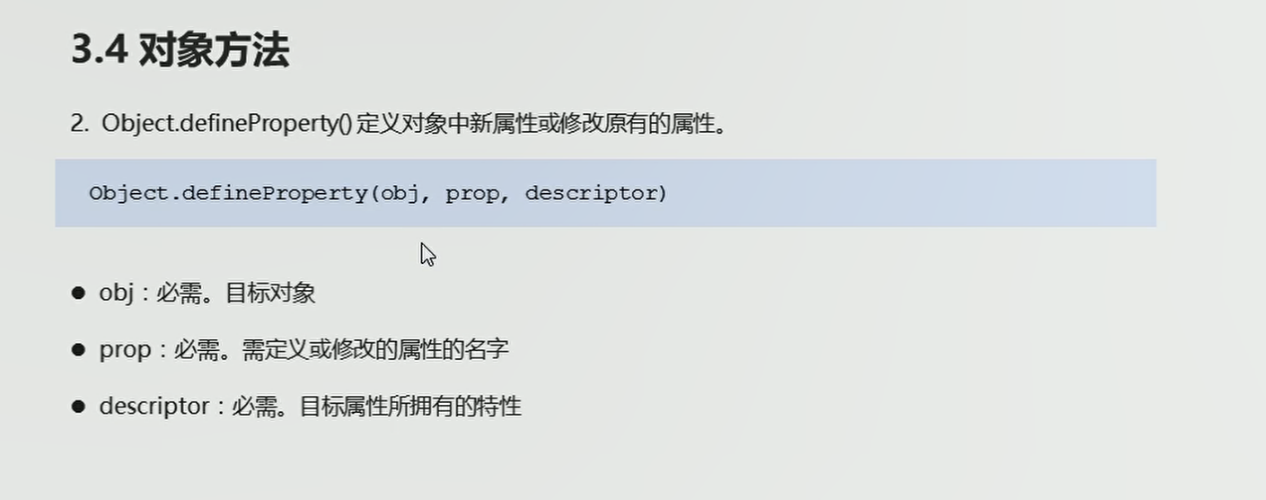 3.4 对象方法
2. Object.defineProperty() 定义对象中新属性或修改原有的属性。
Object.defineProperty(obj, prop, descriptor)
● obj：必需。目标对象
● prop：必需。需定义或修改的属性的名字
● descriptor：必需。目标属性所拥有的特性